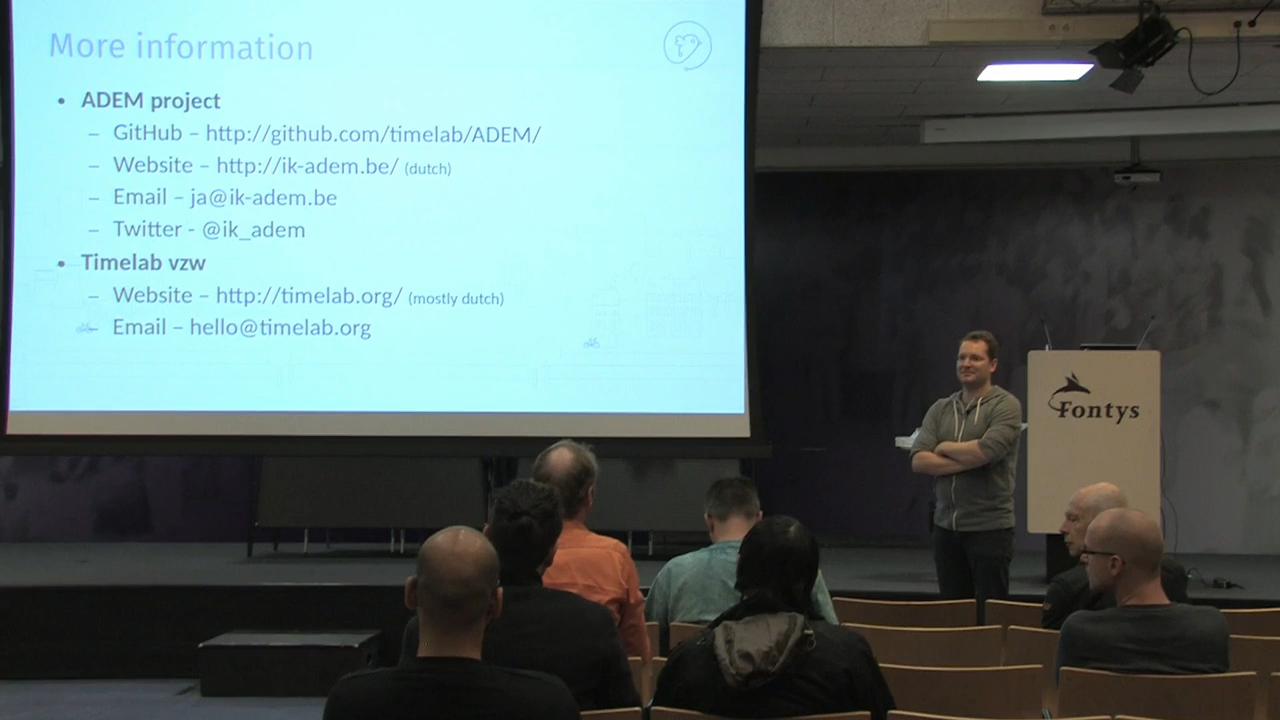 More information
• ADEM project
– GitHub – http://github.com/timelab/ADEM/
– Website – http://ik-adem.be/ (dutch)
– Email – ja@ik-adem.be
– Twitter - @ik_adem
• Timelab vzw
– Website – http://timelab.org/ (mostly dutch)
– Email – hello@timelab.org
Fontys